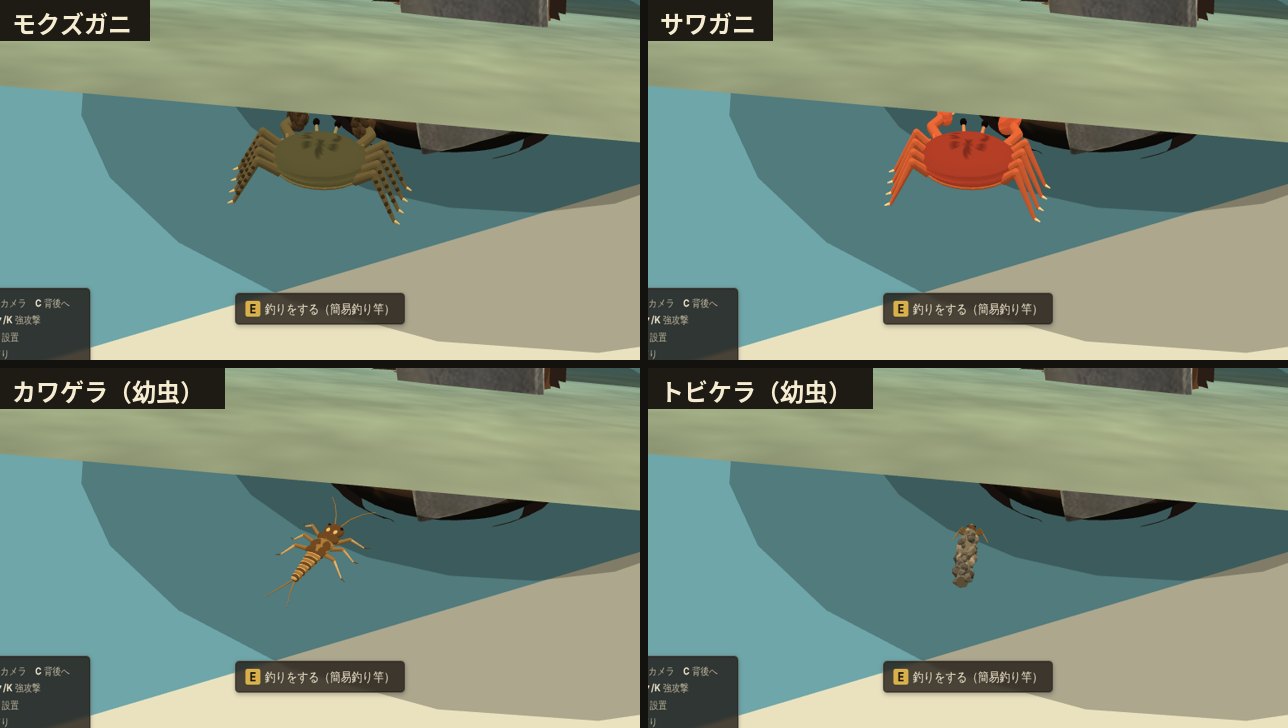 モクズガニ
カメラ C 背後へ
/K 強攻撃
設置
り
E 釣りをする（簡易釣り竿）
サワガニ
カメラ C 背後へ
/K 強攻撃
設置
り
E 釣りをする（簡易釣り竿）
カワゲラ（幼虫）
カメラ C 背後へ
/K 強攻撃
設置
り
E 釣りをする（簡易釣り竿）
トビケラ（幼虫）
カメラ C 背後へ
/K 強攻撃
設置
り
E 釣りをする（簡易釣り竿）